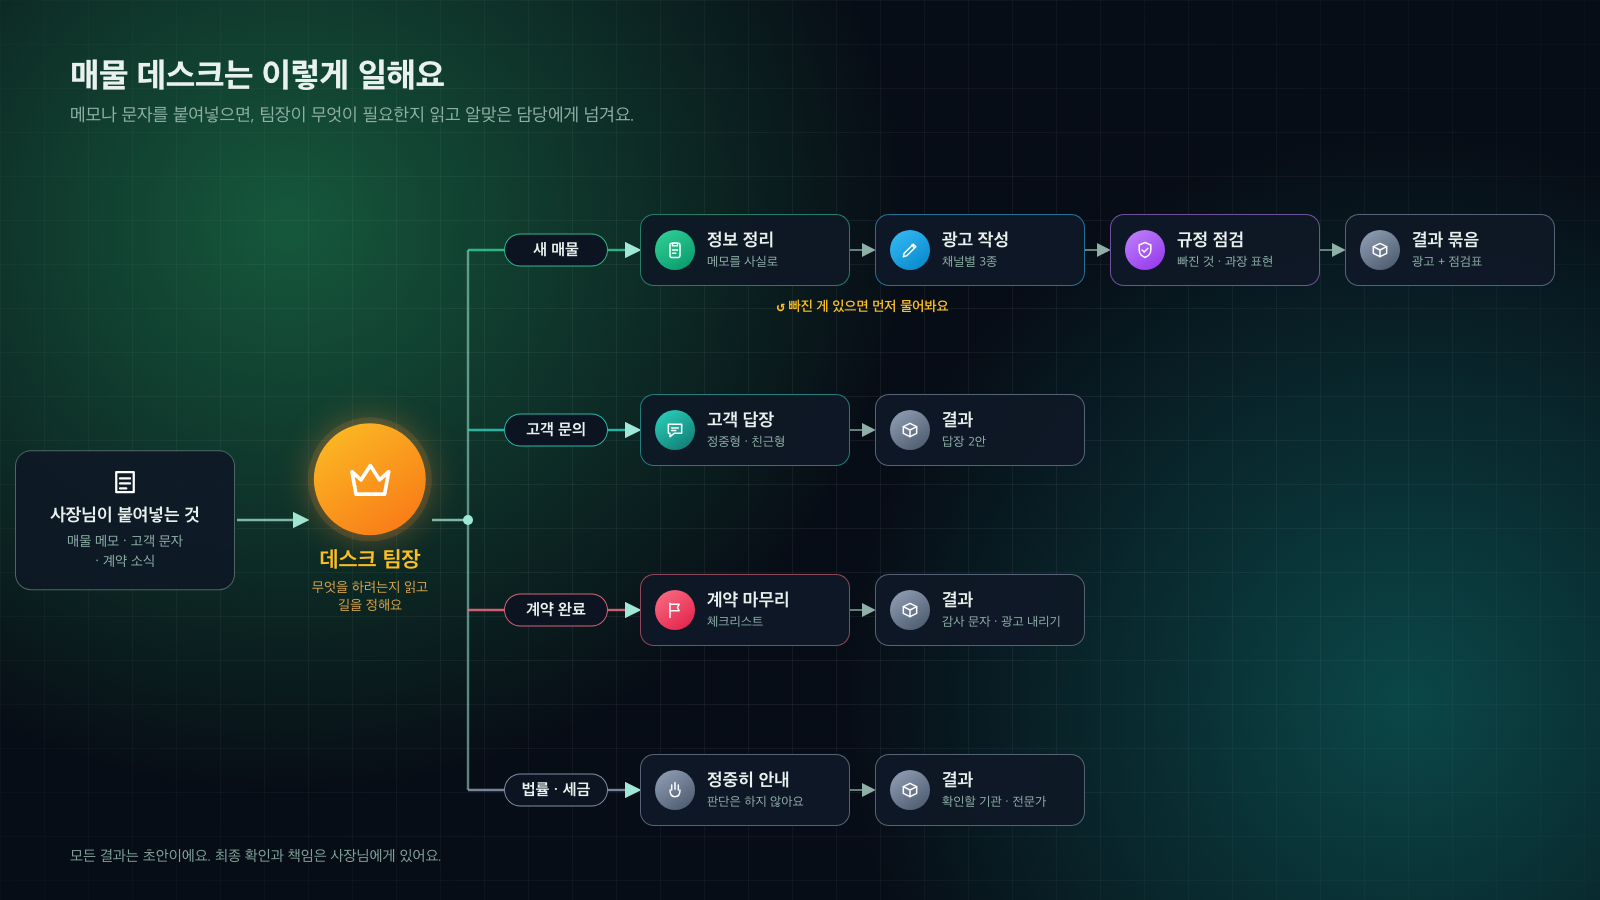 매물 데스크는 이렇게 일해요
메모나 문자를 붙여넣으면, 팀장이 무엇이 필요한지 읽고 알맞은 담당에게 넘겨요.
새 매물
정보 정리
메모를 사실로
광고 작성
채널별 3종
규정 점검
빠진 것 · 과장 표현
결과 묶음
광고 + 점검표
↺ 빠진 게 있으면 먼저 물어봐요
고객 문의
고객 답장
정중형 · 친근형
결과
답장 2안
사장님이 붙여넣는 것
매물 메모 · 고객 문자
· 계약 소식
데스크 팀장
무엇을 하려는지 읽고
길을 정해요
계약 완료
계약 마무리
체크리스트
결과
감사 문자 · 광고 내리기
법률 · 세금
정중히 안내
판단은 하지 않아요
결과
확인할 기관 · 전문가
모든 결과는 초안이에요. 최종 확인과 책임은 사장님에게 있어요.